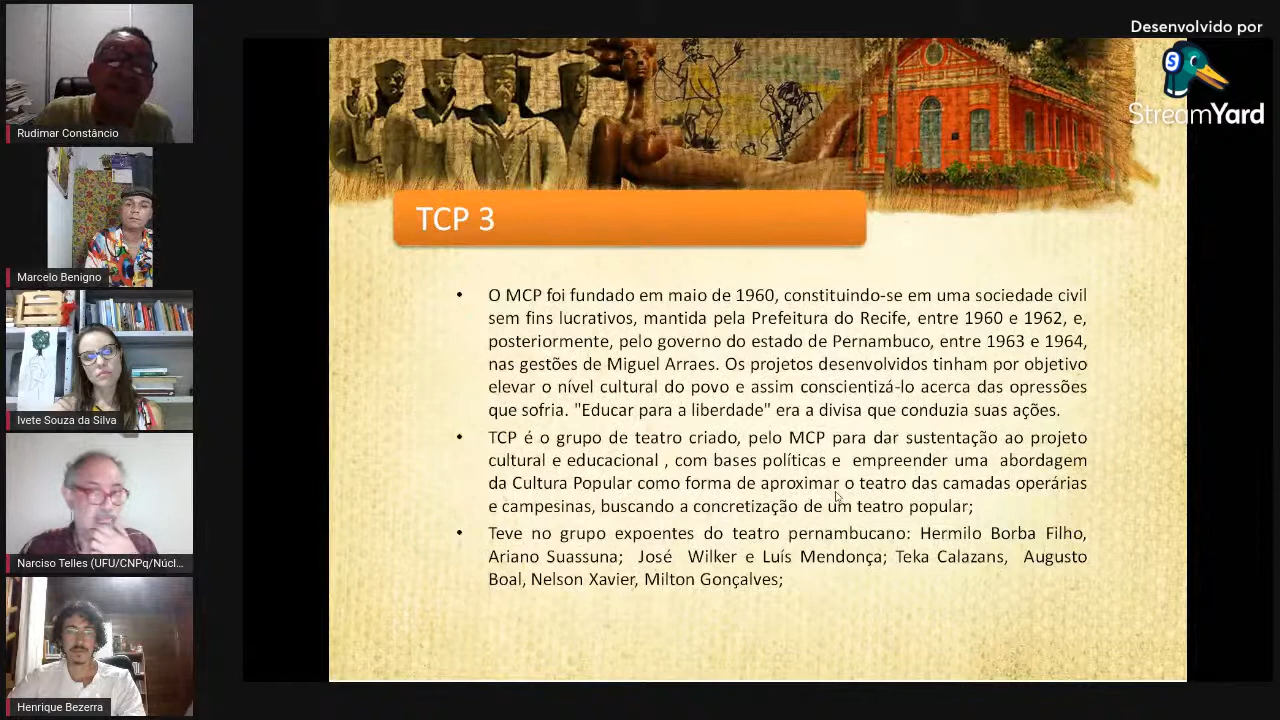 Desenvolvido por
S
StreamYard
Rudimar Constâncio
Marcelo Benigno
Ivete Souza da Silva
Narciso Telles (UFU/CNPq/Núcl...
Henrique Bezerra
TCP 3
• O MCP foi fundado em maio de 1960, constituindo-se em uma sociedade civil
sem fins lucrativos, mantida pela Prefeitura do Recife, entre 1960 e 1962, e,
posteriormente, pelo governo do estado de Pernambuco, entre 1963 e 1964,
nas gestões de Miguel Arraes. Os projetos desenvolvidos tinham por objetivo
elevar o nível cultural do povo e assim conscientizá-lo acerca das opressões
que sofria. "Educar para a liberdade" era a divisa que conduzia suas ações.
• TCP é o grupo de teatro criado, pelo MCP para dar sustentação ao projeto
cultural e educacional , com bases políticas e empreender uma abordagem
da Cultura Popular como forma de aproximar o teatro das camadas operárias
e campesinas, buscando a concretização de um teatro popular;
• Teve no grupo expoentes do teatro pernambucano: Hermilo Borba Filho,
Ariano Suassuna; José Wilker e Luís Mendonça; Teka Calazans, Augusto
Boal, Nelson Xavier, Milton Gonçalves;